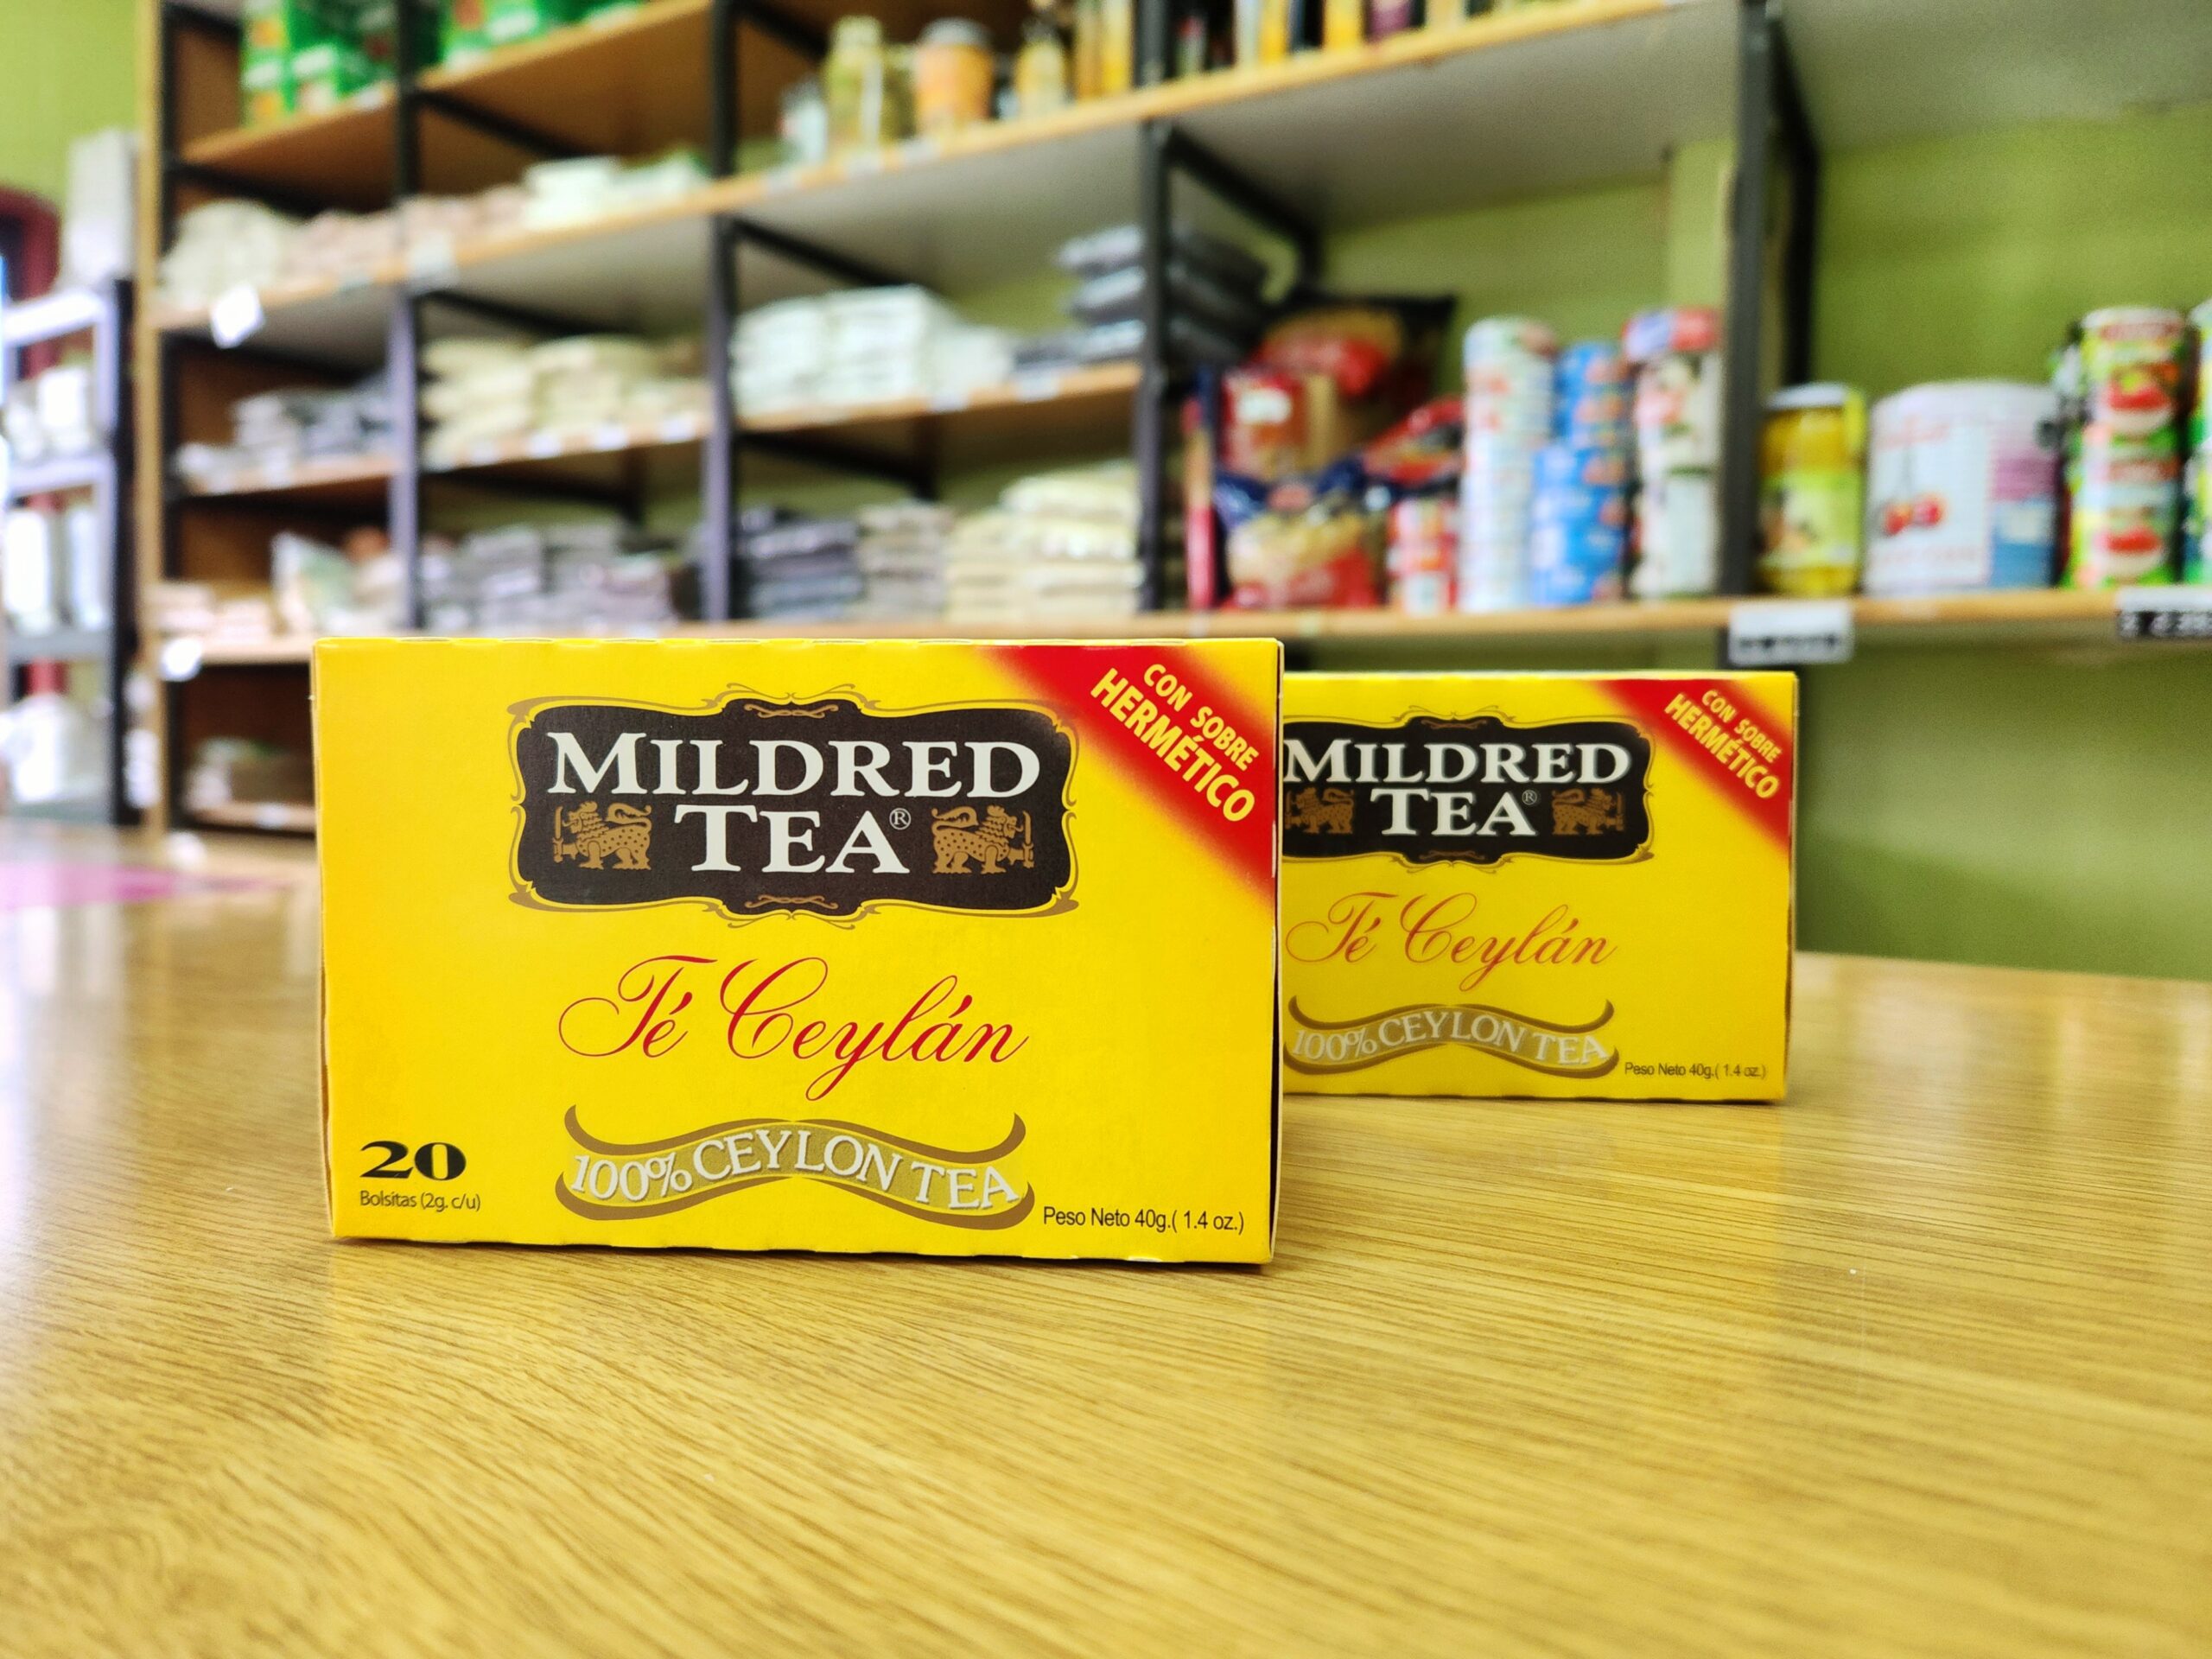 MILDRED
TEA®
CON SOBRE
HERMÉTICO
Té Ceylán
100% CEYLON TEA
20
Bolsitas (2g. c/u)
Peso Neto 40g.( 1.4 oz.)
MILDRED
TEA®
CON SOBRE
HERMÉTICO
Té Ceylán
100% CEYLON TEA
Peso Neto 40g.( 1.4 oz.)